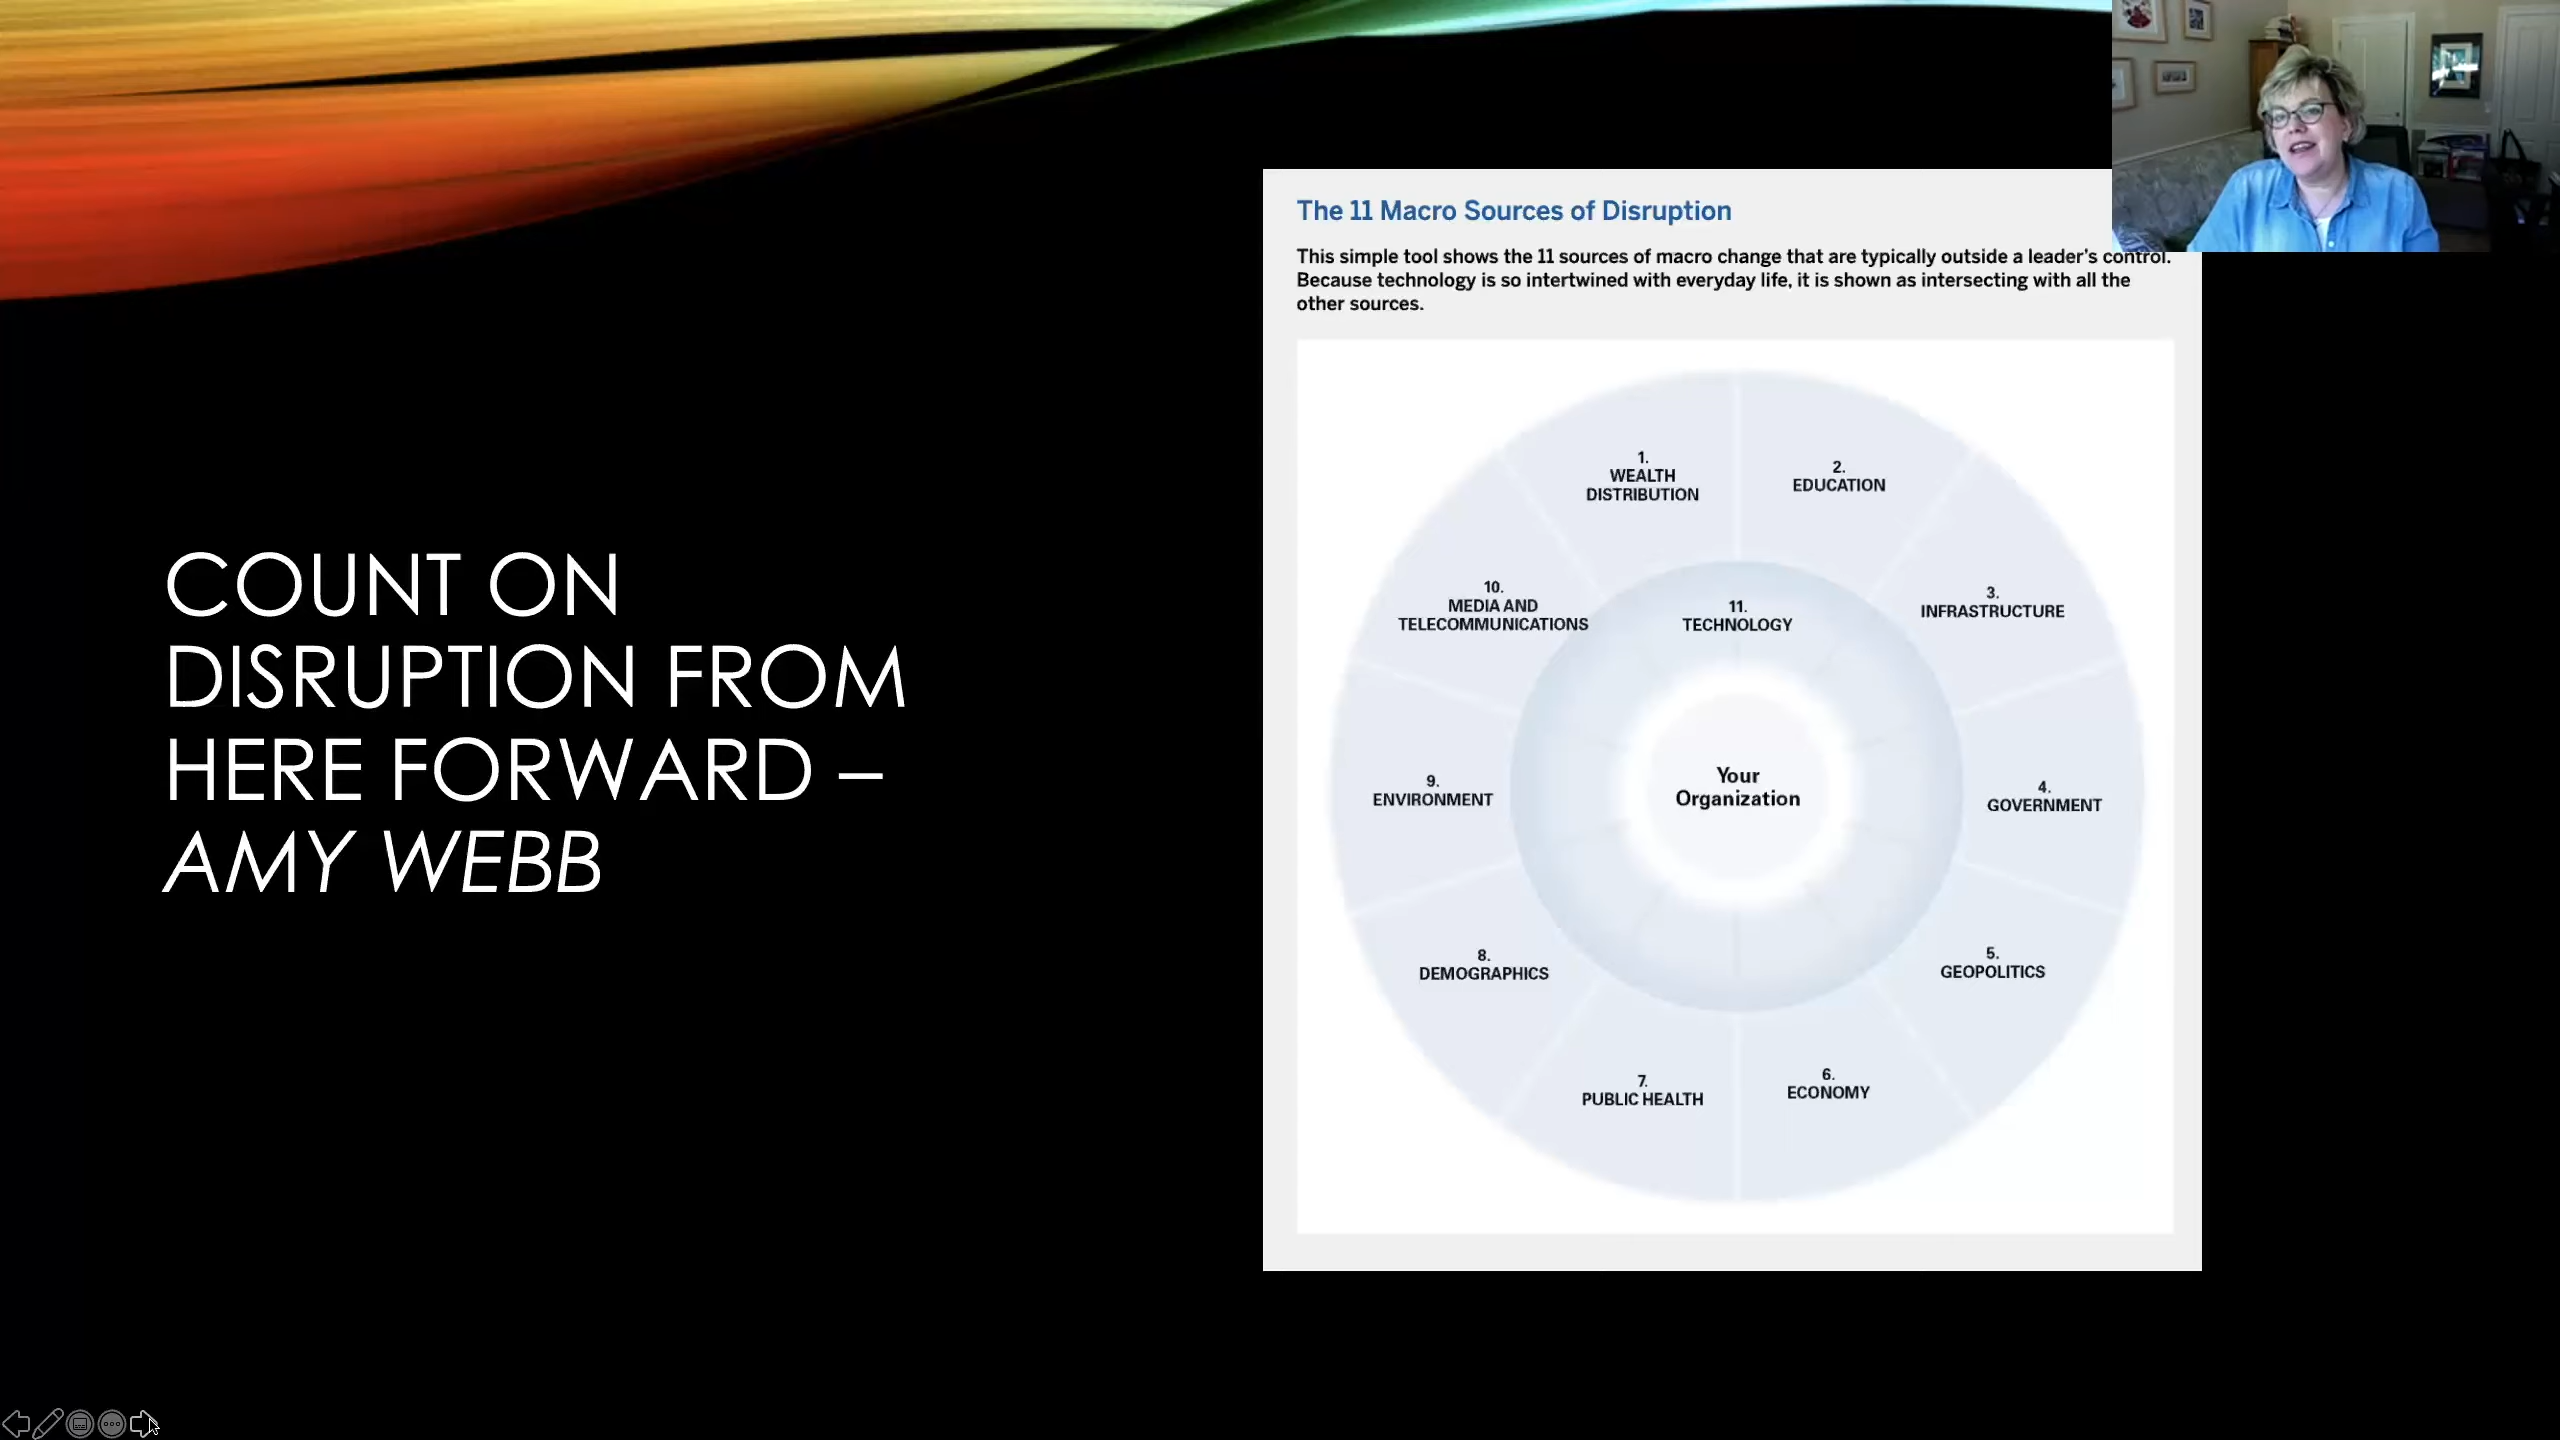 COUNT ON
DISRUPTION FROM
HERE FORWARD –
AMY WEBB
The 11 Macro Sources of Disruption
This simple tool shows the 11 sources of macro change that are typically outside a leader's control.
Because technology is so intertwined with everyday life, it is shown as intersecting with all the
other sources.
1.
WEALTH
DISTRIBUTION
2.
EDUCATION
3.
INFRASTRUCTURE
4.
GOVERNMENT
5.
GEOPOLITICS
6.
ECONOMY
7.
PUBLIC HEALTH
8.
DEMOGRAPHICS
9.
ENVIRONMENT
10.
MEDIA AND
TELECOMMUNICATIONS
11.
TECHNOLOGY
Your
Organization